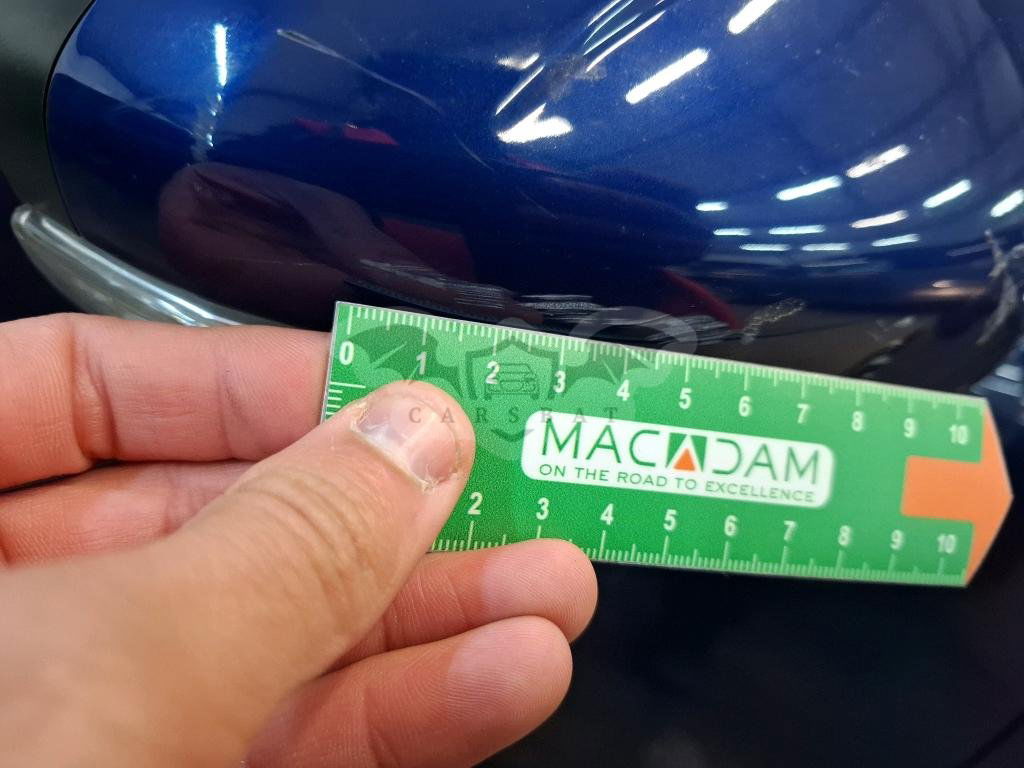 0 1 2 3 4 5 6 7 8 9 10
CARSBAT
MACADAM
ON THE ROAD TO EXCELLENCE
2 3 4 5 6 7 8 9 10